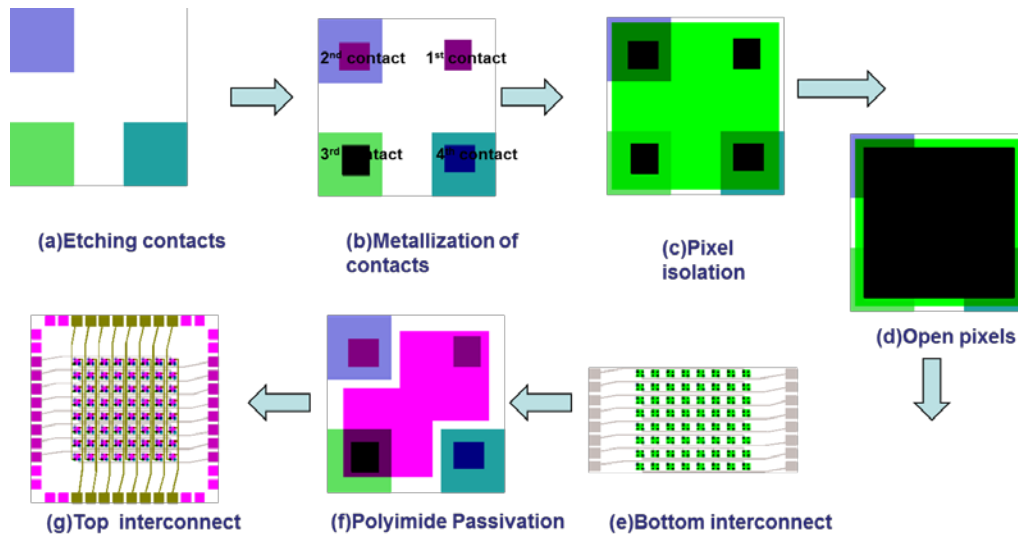 2nd contact 1st contact
3rd contact 4th contact
(a)Etching contacts
(b)Metallization of
contacts
(c)Pixel
isolation
(d)Open pixels
(g)Top interconnect
(f)Polyimide Passivation
(e)Bottom interconnect